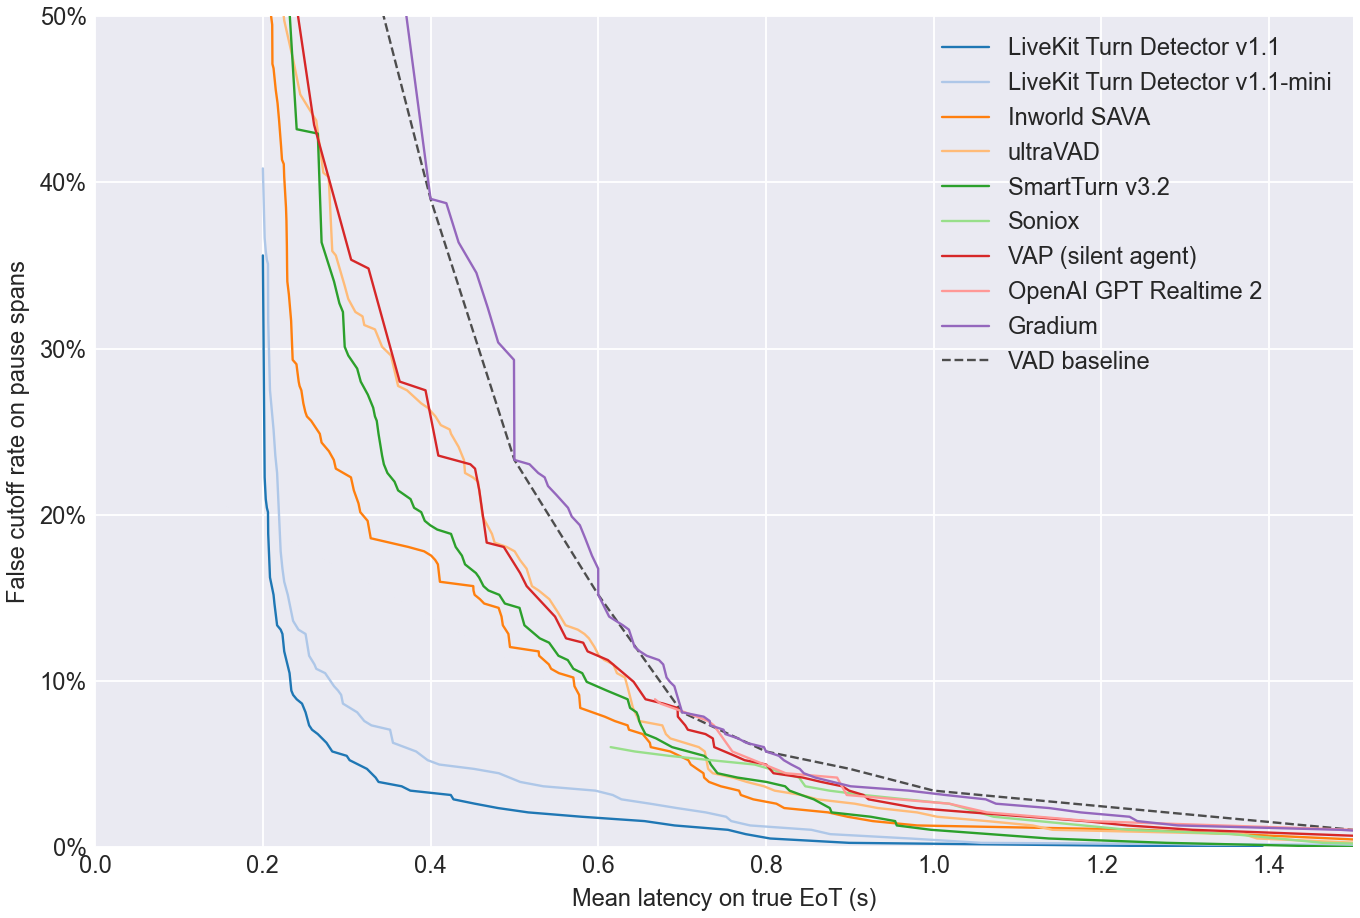 50%
40%
30%
20%
10%
0%
False cutoff rate on pause spans
LiveKit Turn Detector v1.1
LiveKit Turn Detector v1.1-mini
Inworld SAVA
ultraVAD
SmartTurn v3.2
Soniox
VAP (silent agent)
OpenAI GPT Realtime 2
Gradium
VAD baseline
0.0 0.2 0.4 0.6 0.8 1.0 1.2 1.4
Mean latency on true EoT (s)